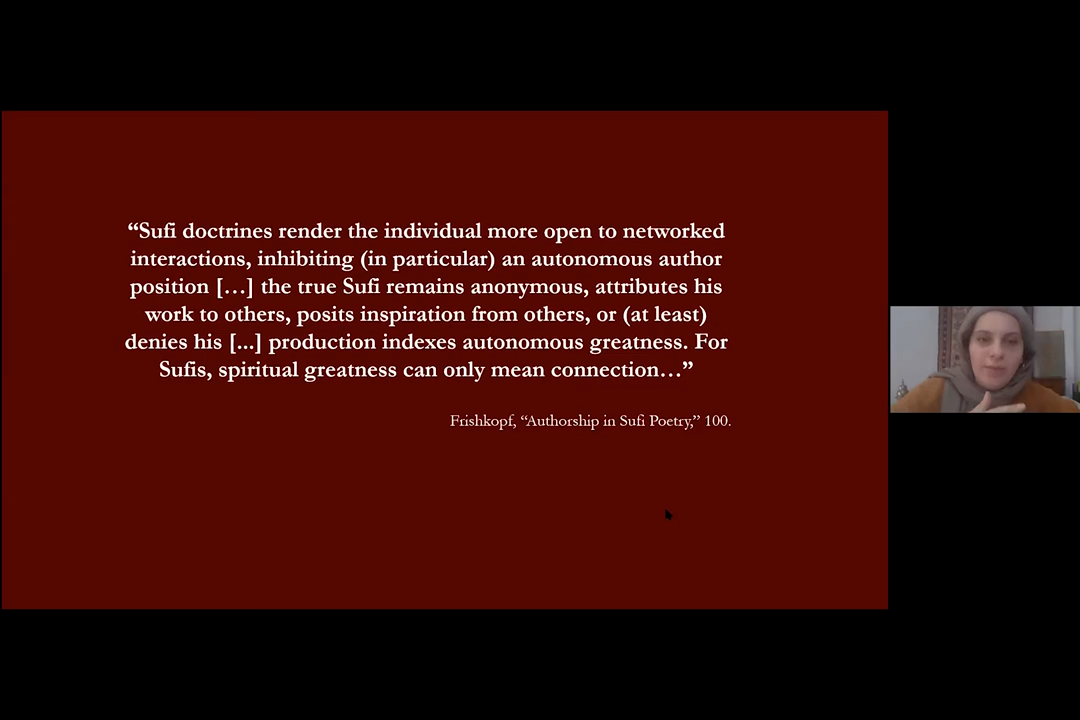 “Sufi doctrines render the individual more open to networked
interactions, inhibiting (in particular) an autonomous author
position […] the true Sufi remains anonymous, attributes his
work to others, posits inspiration from others, or (at least)
denies his [...] production indexes autonomous greatness. For
Sufis, spiritual greatness can only mean connection…”
Frishkopf, “Authorship in Sufi Poetry,” 100.